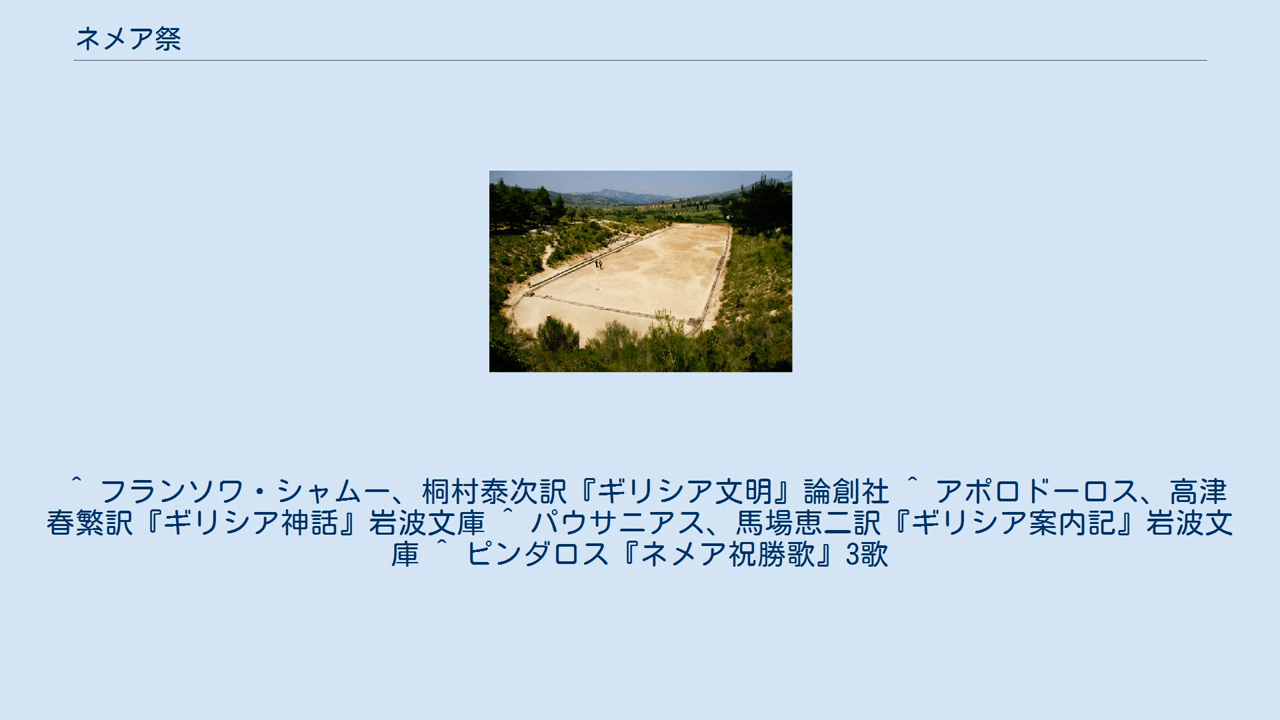 ネメア祭
^ フランソワ・シャムー、桐村泰次訳『ギリシア文明』論創社 ^ アポロドーロス、高津
春繁訳『ギリシア神話』岩波文庫 ^ パウサニアス、馬場恵二訳『ギリシア案内記』岩波文
庫 ^ ピンダロス『ネメア祝勝歌』3歌